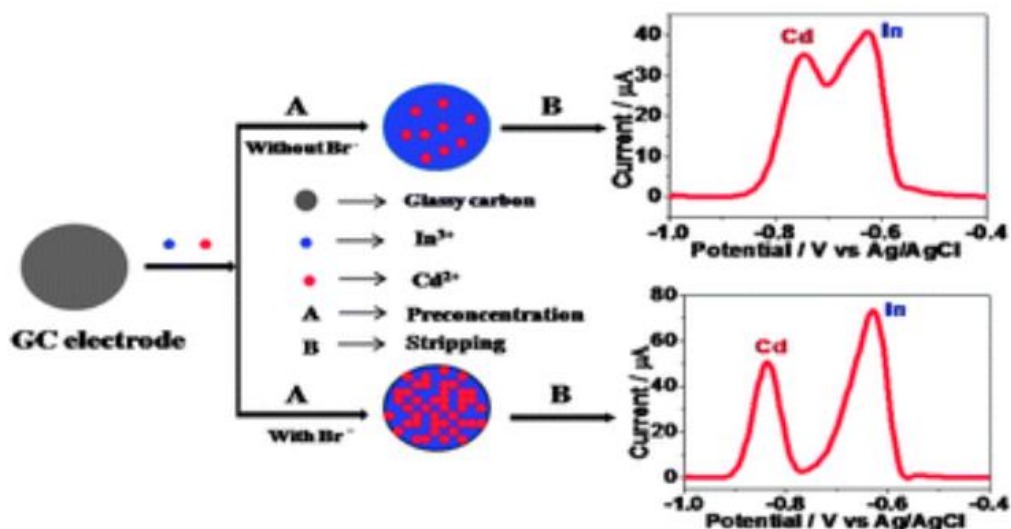 A
Without Br⁻
B
Glassy carbon
In³⁺
Cd²⁺
A Preconcentration
B Stripping
GC electrode
A
With Br⁻
B
Cd
In
Current / µA
40
30
20
10
0
-1.0 -0.8 -0.6 -0.4
Potential / V vs Ag/AgCl
Cd
In
Current / µA
80
60
40
20
0
-1.0 -0.8 -0.6 -0.4
Potential / V vs Ag/AgCl